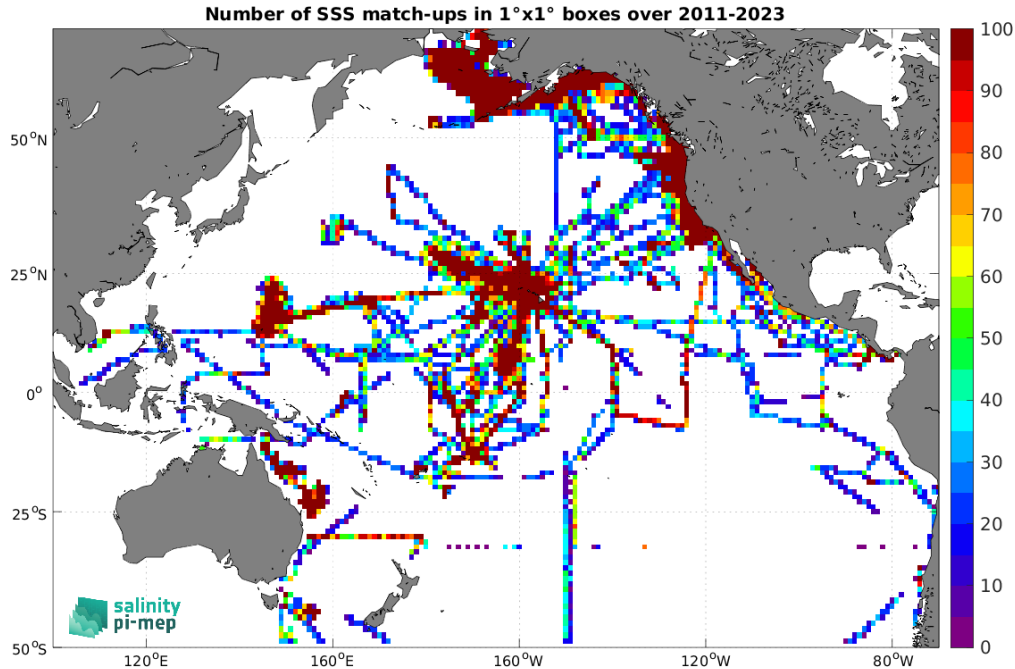 Number of SSS match-ups in 1°x1° boxes over 2011-2023
100
90
80
70
60
50
40
30
20
10
0
50°N
25°N
0°
25°S
50°S
120°E
160°E
160°W
120°W
80°W
salinity
pi-mep